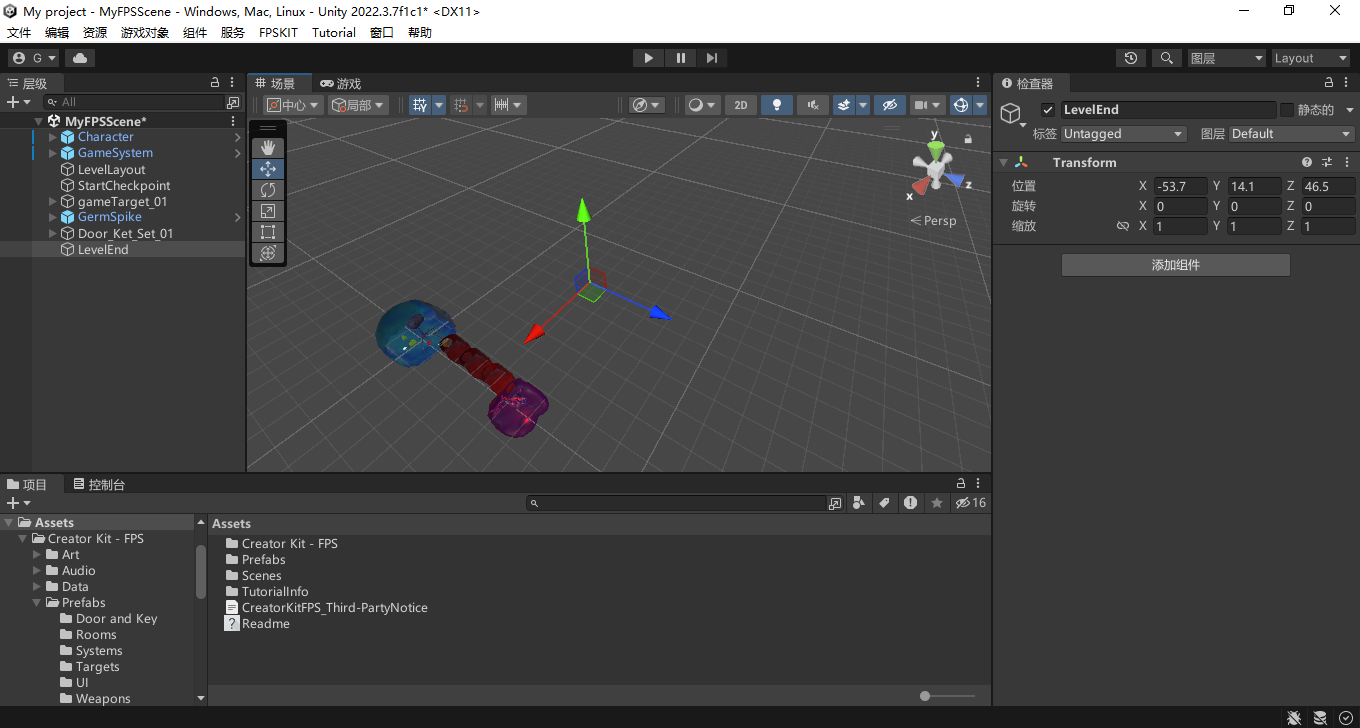 My project - MyFPSScene - Windows, Mac, Linux - Unity 2022.3.7f1c1* <DX11>
文件 编辑 资源 游戏对象 组件 服务 FPSKIT Tutorial 窗口 帮助
G 图层 Layout
层级
All
MyFPSScene*
Character
GameSystem
LevelLayout
StartCheckpoint
gameTarget_01
GermSpike
Door_Ket_Set_01
LevelEnd
场景 游戏
中心 局部 2D
y
x
z
Persp
检查器
LevelEnd 静态的
标签 Untagged 图层 Default
Transform
位置 X -53.7 Y 14.1 Z 46.5
旋转 X 0 Y 0 Z 0
缩放 X 1 Y 1 Z 1
添加组件
项目 控制台
16
Assets
Creator Kit - FPS
Art
Audio
Data
Prefabs
Door and Key
Rooms
Systems
Targets
UI
Weapons
Assets
Creator Kit - FPS
Prefabs
Scenes
TutorialInfo
CreatorKitFPS_Third-PartyNotice
Readme